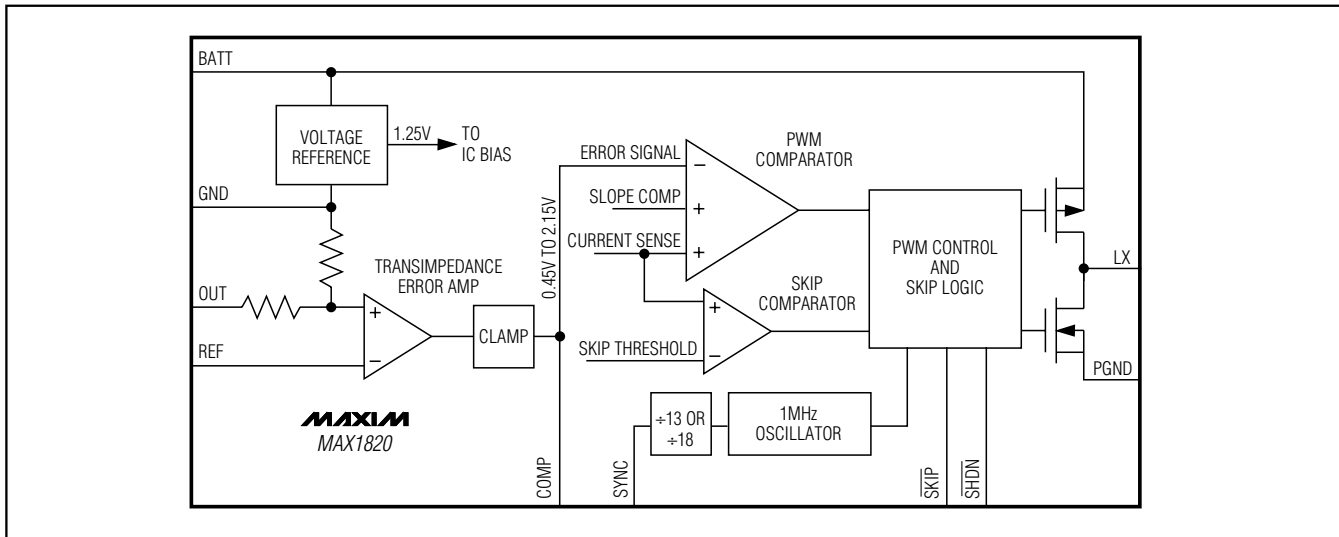 BATT
VOLTAGE
REFERENCE
1.25V
TO
IC BIAS
GND
OUT
REF
TRANSIMPEDANCE
ERROR AMP
+
−
CLAMP
0.45V TO 2.15V
ERROR SIGNAL
SLOPE COMP
CURRENT SENSE
−
+
+
PWM
COMPARATOR
SKIP THRESHOLD
+
−
SKIP
COMPARATOR
PWM CONTROL
AND
SKIP LOGIC
LX
PGND
÷13 OR
÷18
1MHz
OSCILLATOR
MAXIM
MAX1820
COMP
SYNC
SKIP
SHDN